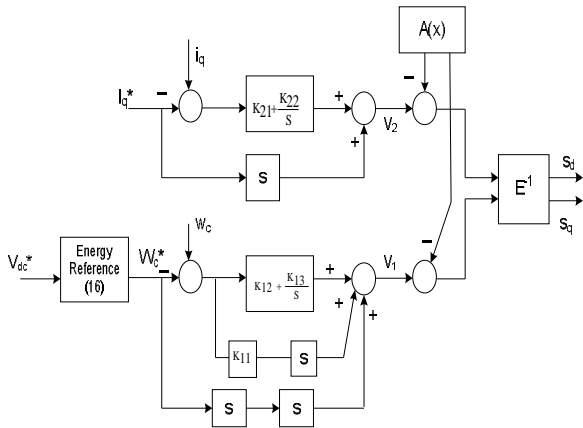 A(x)
iq
− −
Iq* K21+K22/S + V2
+
S
E-1 Sd
Sq
wc
Vdc* Energy Reference (16) Wc* − K12 + K13/S + V1 −
+ +
K11 S
S S